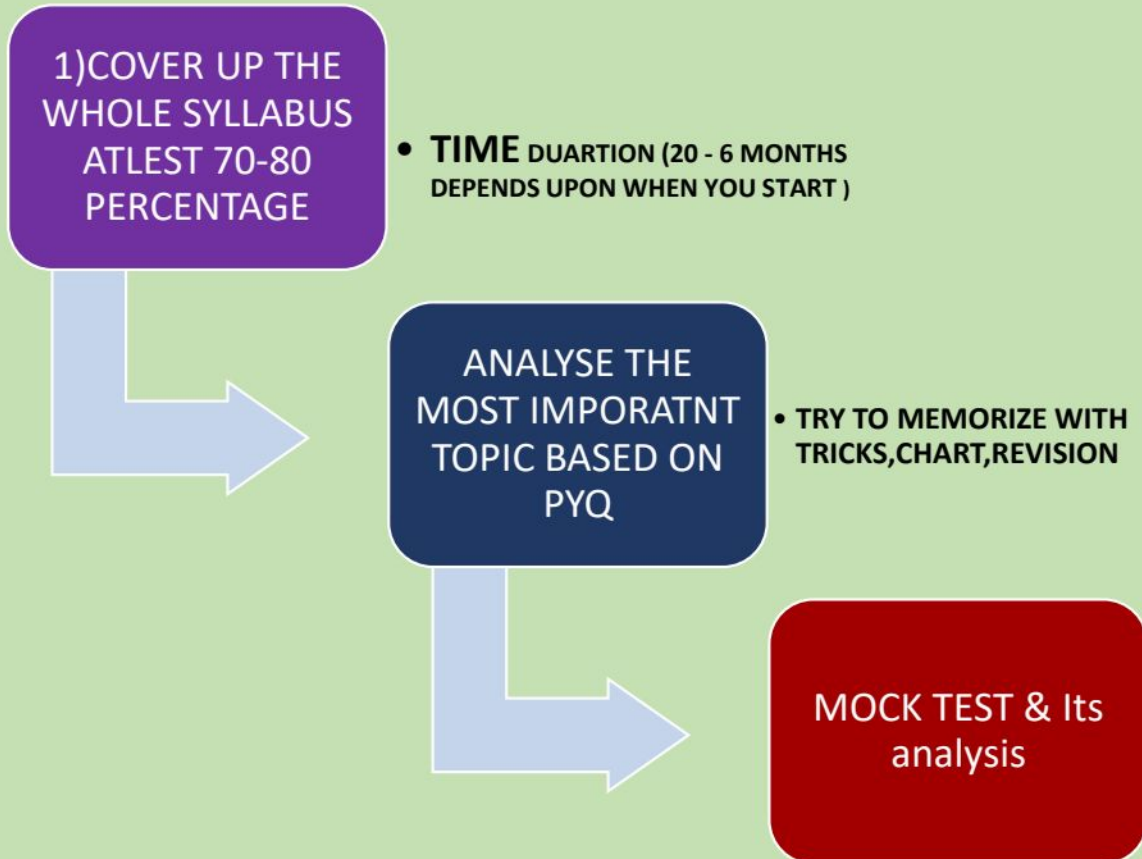 1)COVER UP THE
WHOLE SYLLABUS
ATLEST 70-80
PERCENTAGE
• TIME DUARTION (20 - 6 MONTHS
DEPENDS UPON WHEN YOU START )
ANALYSE THE
MOST IMPORATNT
TOPIC BASED ON
PYQ
• TRY TO MEMORIZE WITH
TRICKS,CHART,REVISION
MOCK TEST & Its
analysis